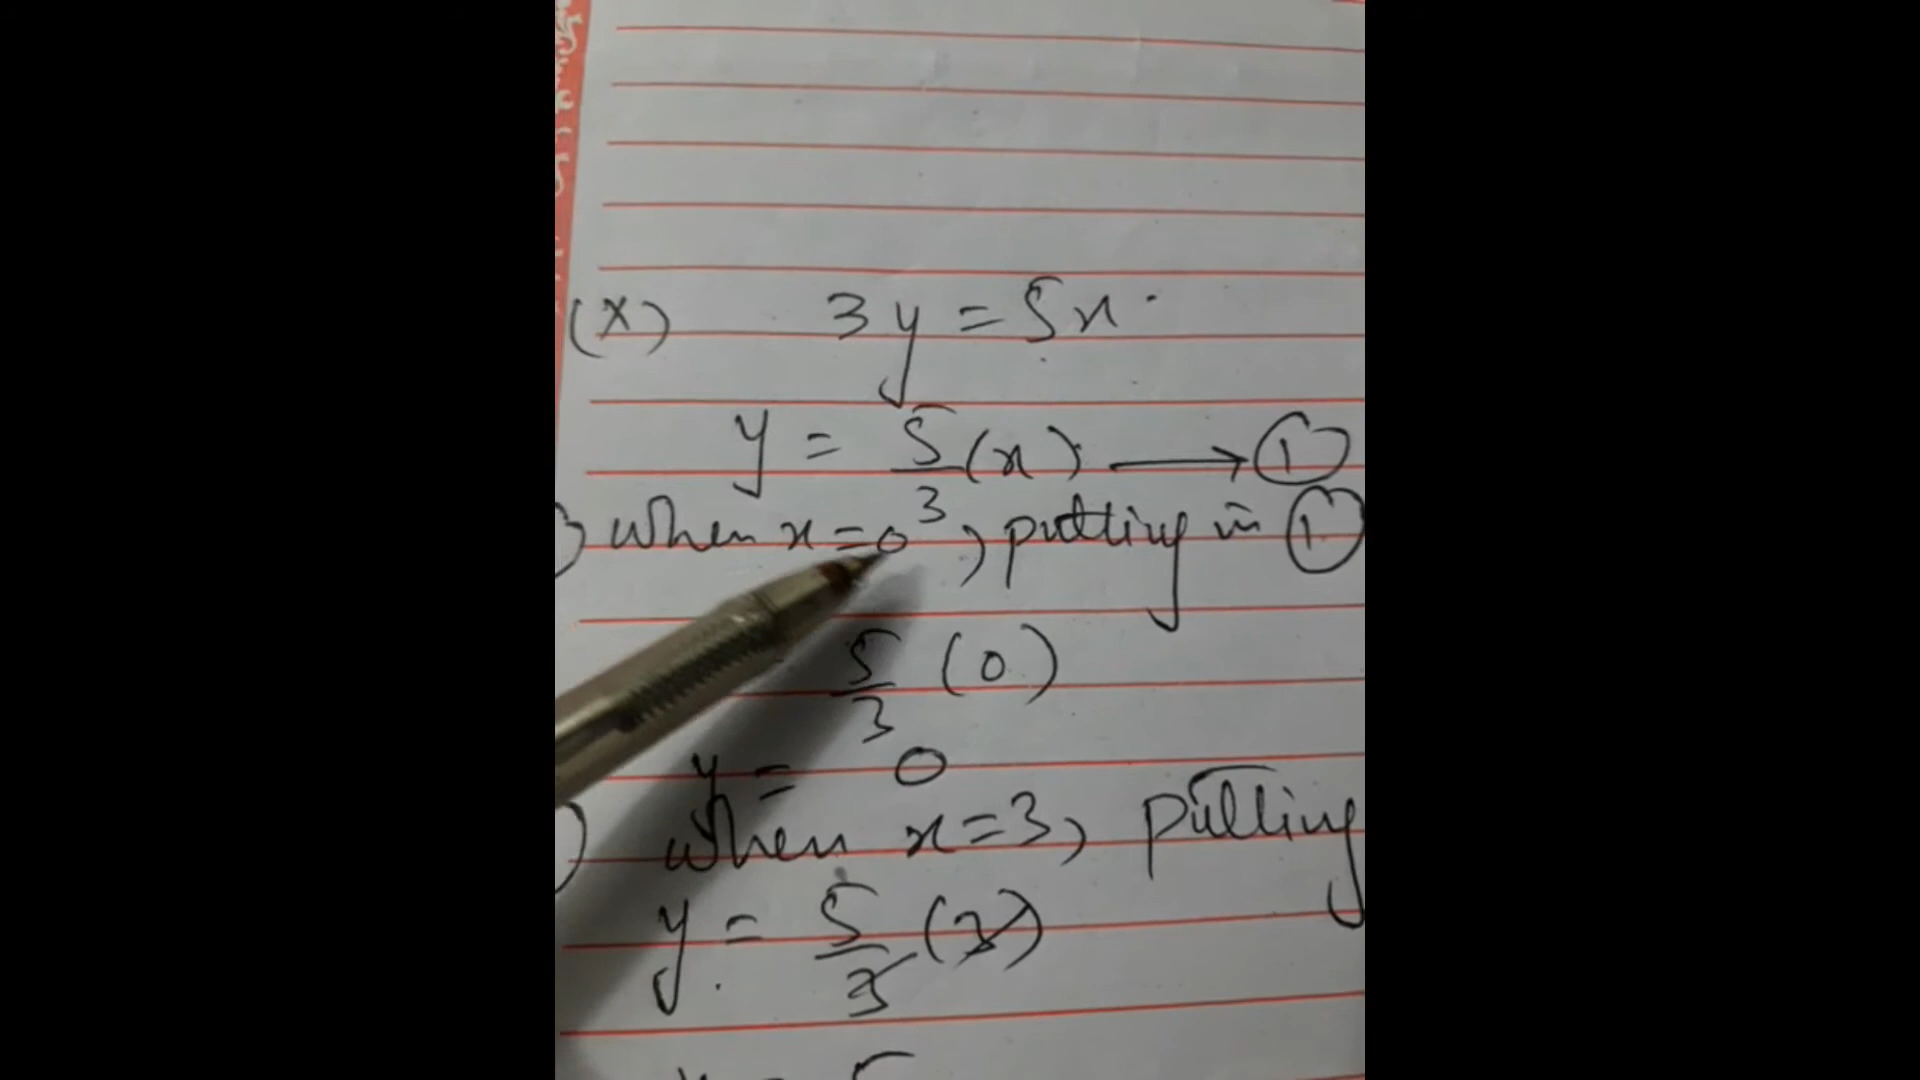 (x) 3y = 5x
y = 5/3 (x) → ①
) when x = 0, putting in ①
5/3 (0)
y = 0
) when x = 3, putting
y = 5/3 (3)